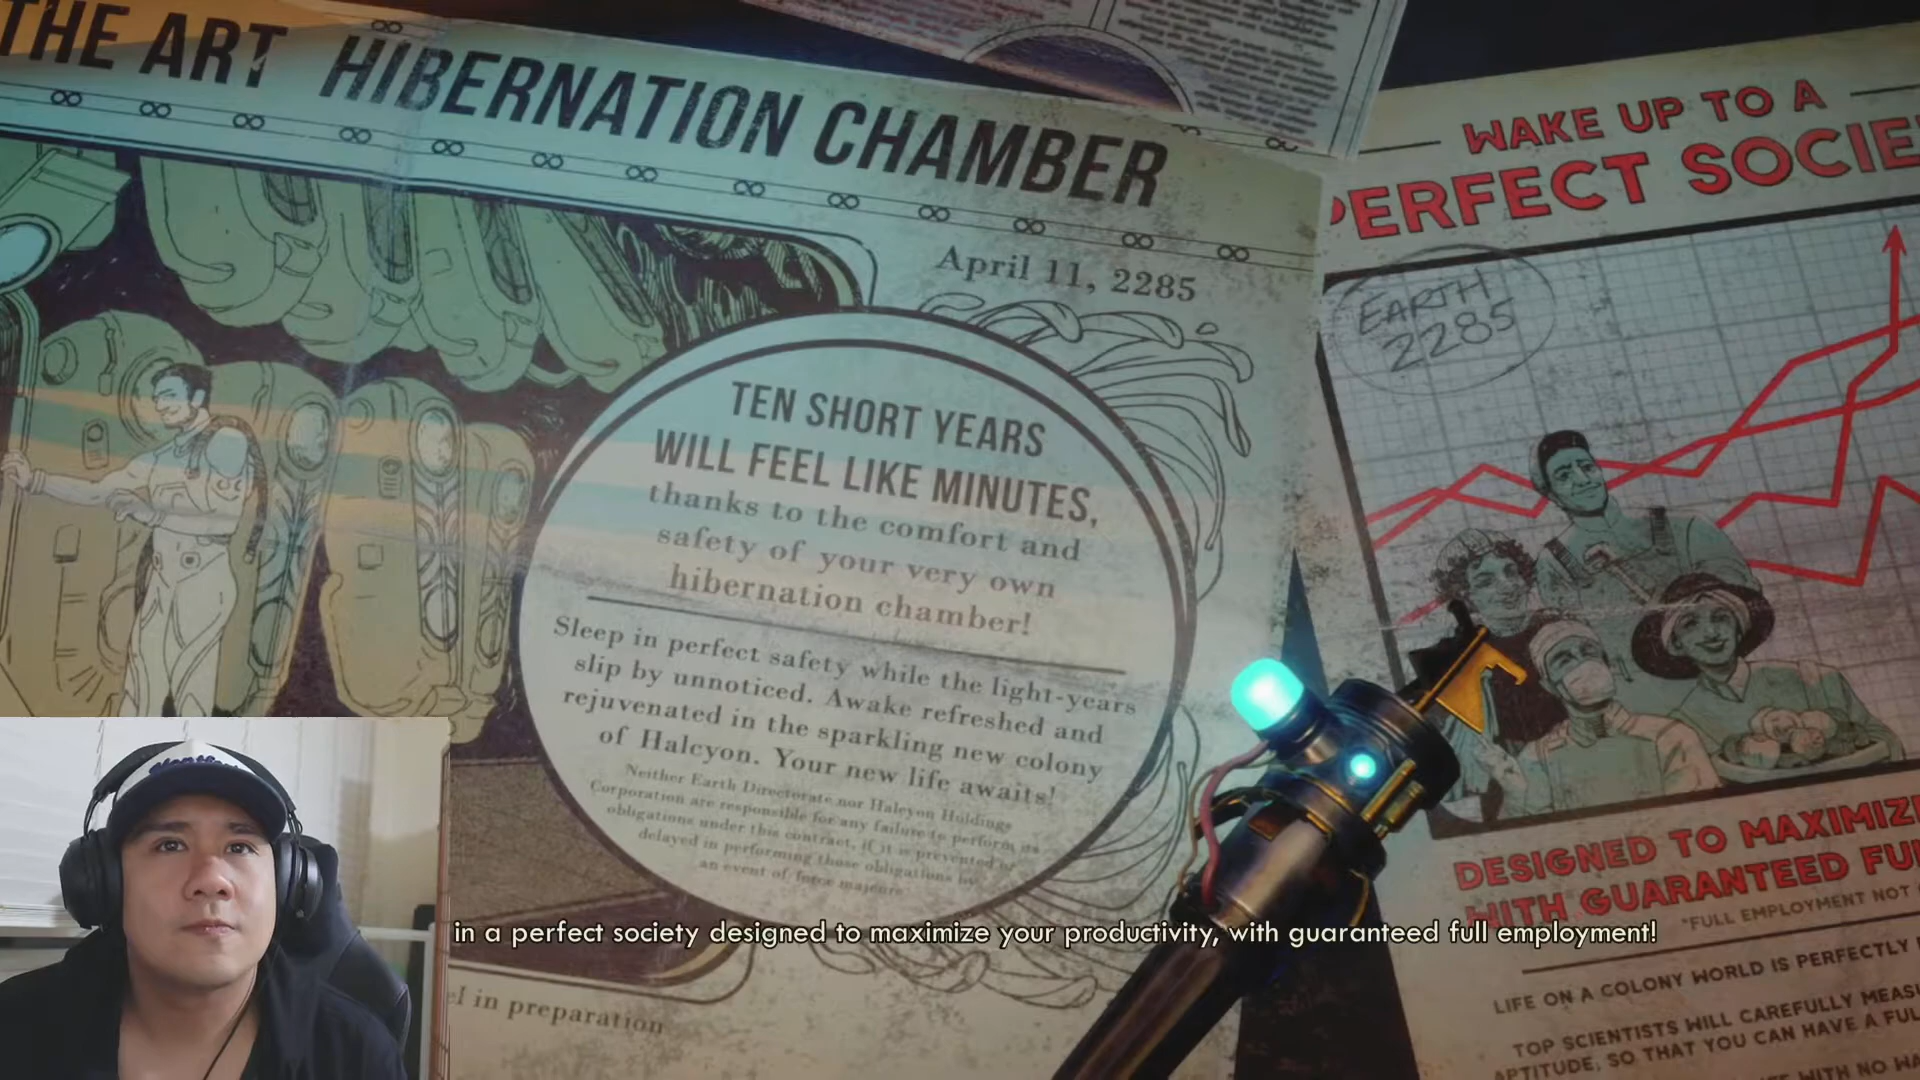 THE ART HIBERNATION CHAMBER
April 11, 2285
TEN SHORT YEARS
WILL FEEL LIKE MINUTES,
thanks to the comfort and
safety of your very own
hibernation chamber!
Sleep in perfect safety while the light-years
slip by unnoticed. Awake refreshed and
rejuvenated in the sparkling new colony
of Halcyon. Your new life awaits!
Neither Earth Directorate nor Halcyon Holdings
Corporation are responsible for any failure to perform its
obligations under this contract, if it is prevented or
delayed in performing those obligations by
an event of force majeure
in preparation
WAKE UP TO A
PERFECT SOCIE
EARTH
2285
DESIGNED TO MAXIMIZE
WITH GUARANTEED FUL
*FULL EMPLOYMENT NOT
LIFE ON A COLONY WORLD IS PERFECTLY
TOP SCIENTISTS WILL CAREFULLY MEASU
APTITUDE, SO THAT YOU CAN HAVE A FUL
WITH NO WA
in a perfect society designed to maximize your productivity, with guaranteed full employment!